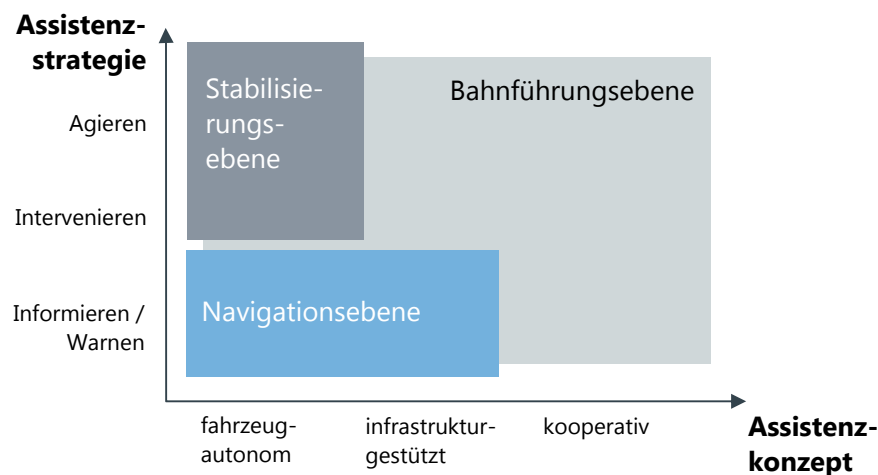 Assistenz-
strategie
Agieren
Intervenieren
Informieren /
Warnen
Stabilisie-
rungs-
ebene
Bahnführungsebene
Navigationsebene
fahrzeug-
autonom
infrastruktur-
gestützt
kooperativ
Assistenz-
konzept